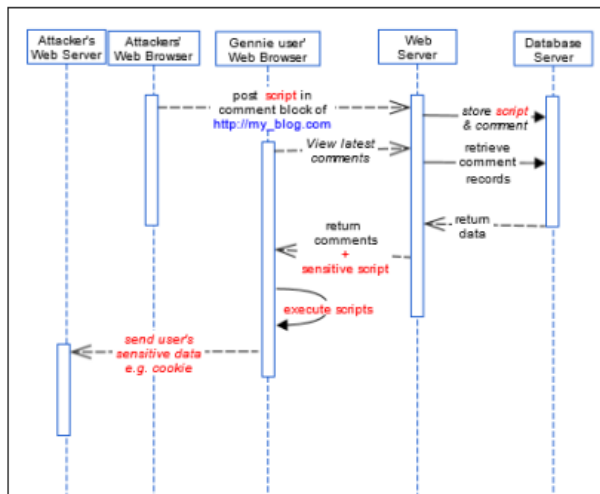 Attacker's
Web Server
Attackers'
Web Browser
Gennie user'
Web Browser
Web
Server
Database
Server
post script in
comment block of
http://my_blog.com
store script
& comment
View latest
comments
retrieve
comment
records
return
data
return
comments
+
sensitive script
execute scripts
send user's
sensitive data
e.g. cookie